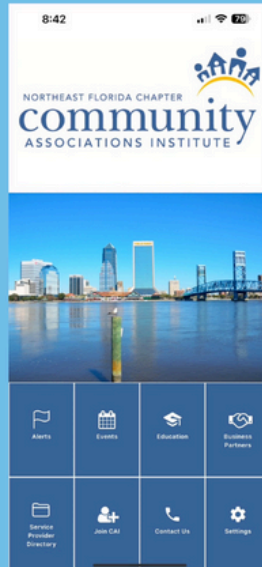 8:42
79
NORTHEAST FLORIDA CHAPTER
community
ASSOCIATIONS INSTITUTE
Alerts
Events
Education
Business
Partners
Service
Provider
Directory
Join CAI
Contact Us
Settings